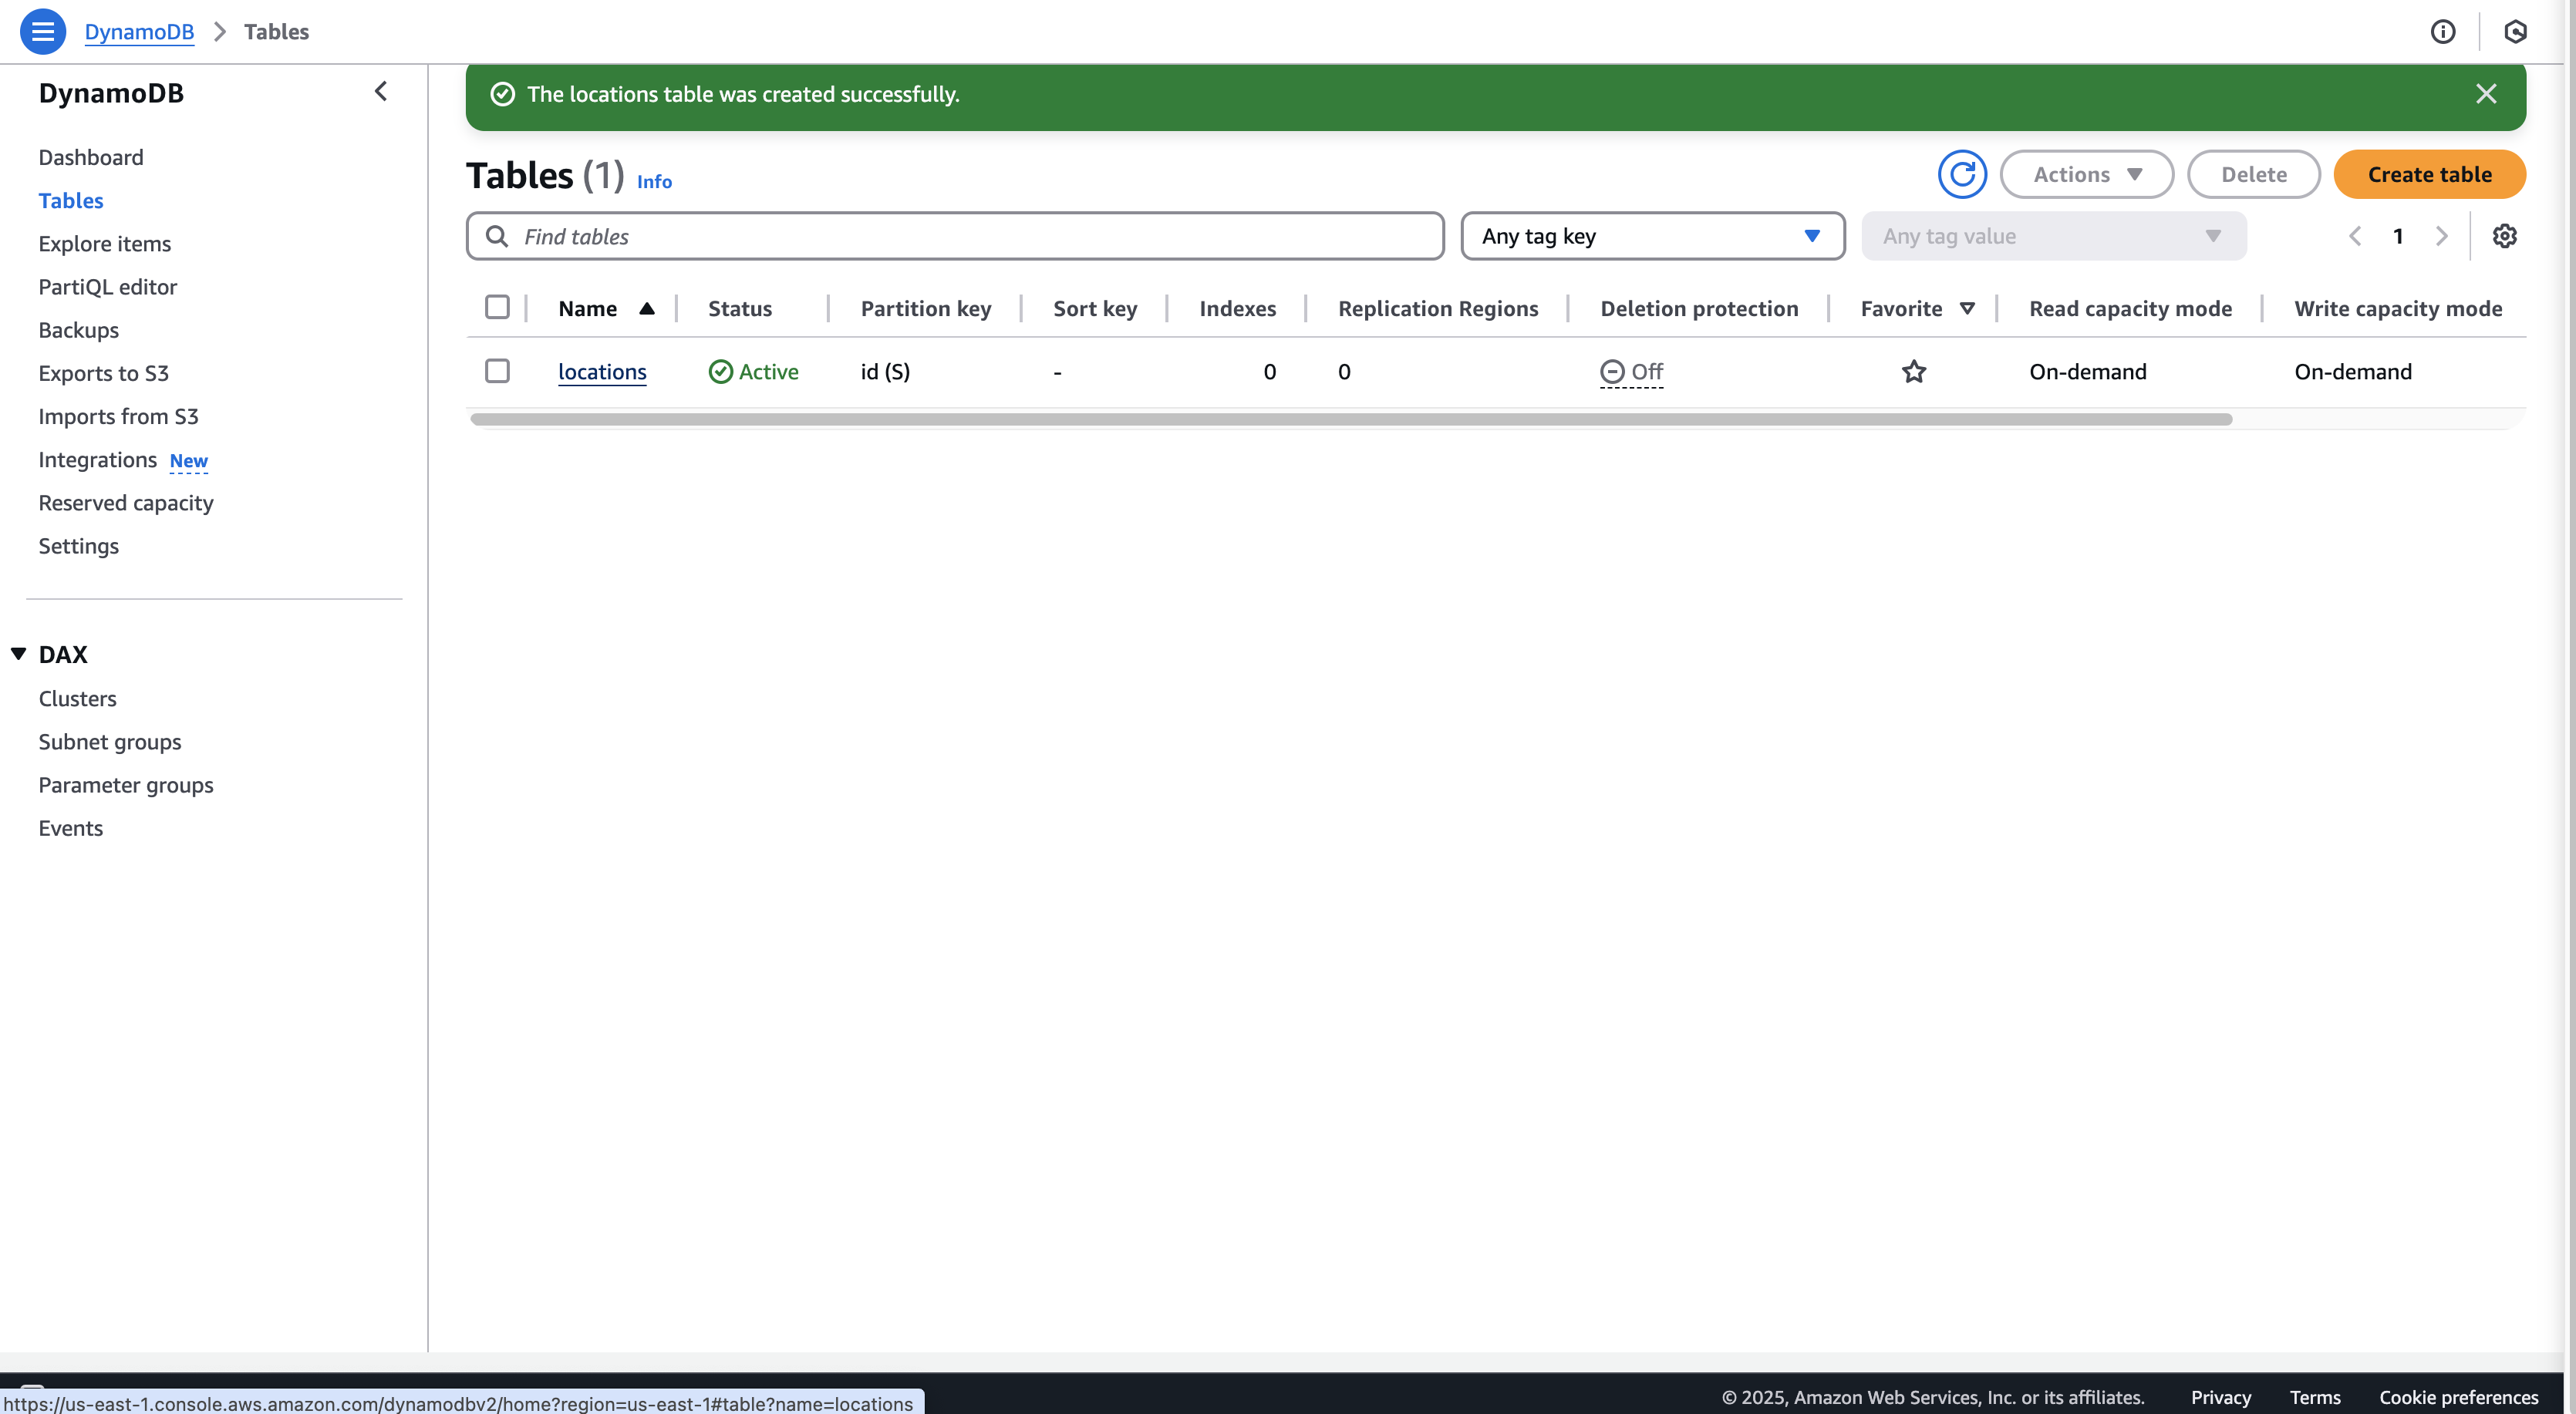 DynamoDB > Tables
DynamoDB
Dashboard
Tables
Explore items
PartiQL editor
Backups
Exports to S3
Imports from S3
Integrations New
Reserved capacity
Settings
DAX
Clusters
Subnet groups
Parameter groups
Events
The locations table was created successfully.
Tables (1) Info
Actions
Delete
Create table
Find tables
Any tag key
Any tag value
1
Name Status Partition key Sort key Indexes Replication Regions Deletion protection Favorite Read capacity mode Write capacity mode
locations Active id (S) - 0 0 Off On-demand On-demand
https://us-east-1.console.aws.amazon.com/dynamodbv2/home?region=us-east-1#table?name=locations
© 2025, Amazon Web Services, Inc. or its affiliates. Privacy Terms Cookie preferences